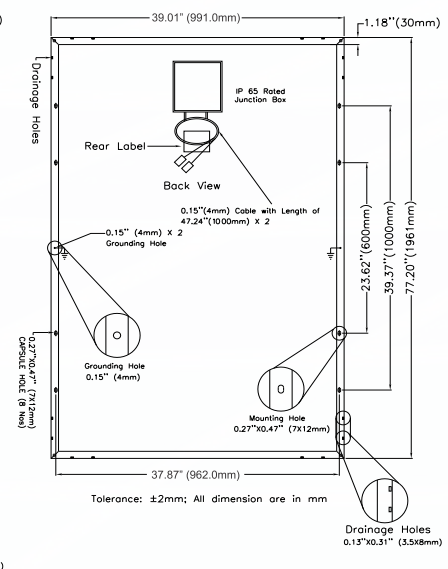 39.01" (991.0mm)
1.18''(30mm)
Drainage Holes
IP 65 Rated
Junction Box
Rear Label
Back View
0.15''(4mm) Cable with Length of
47.24''(1000mm) X 2
0.15'' (4mm) X 2
Grounding Hole
23.62''(600mm)
39.37''(1000mm)
77.20''(1961mm)
0.27''X0.47'' (7X12mm)
CAPSULE HOLE (8 Nos)
Grounding Hole
0.15'' (4mm)
Mounting Hole
0.27''X0.47'' (7X12mm)
37.87" (962.0mm)
Tolerance: ±2mm; All dimension are in mm
Drainage Holes
0.13''X0.31'' (3.5X8mm)